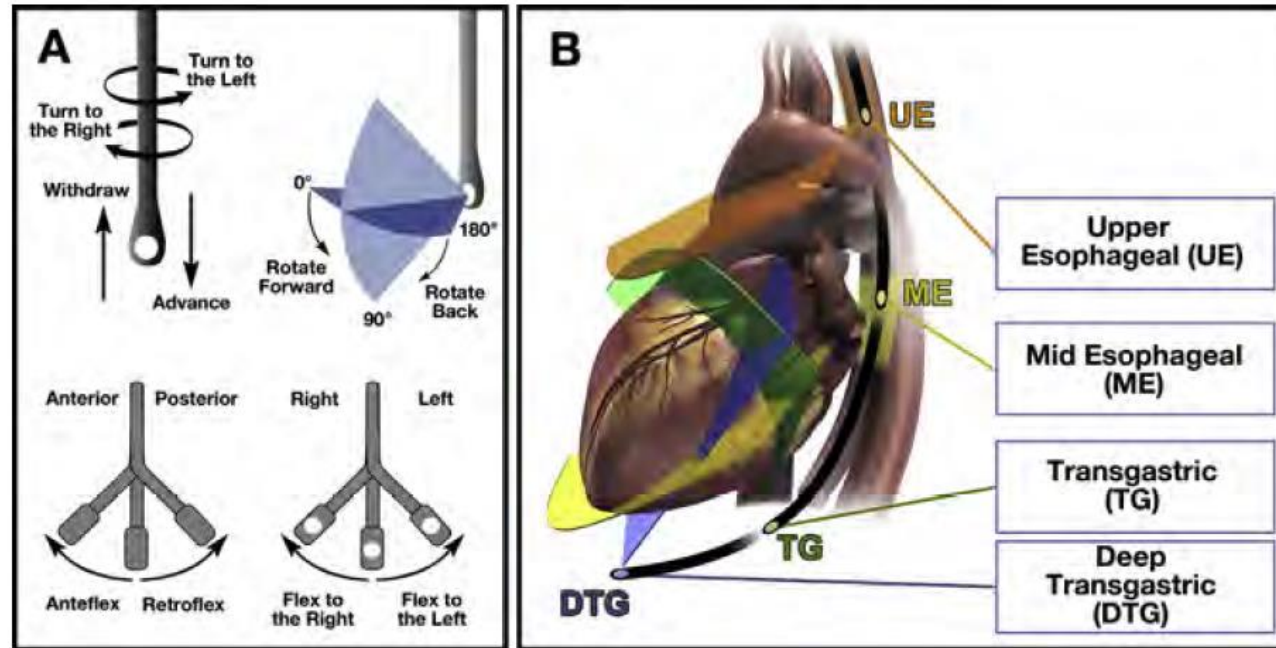 A
Turn to
the Left
Turn to
the Right
Withdraw
Advance
0°
180°
Rotate
Forward
Rotate
Back
90°
Anterior
Posterior
Right
Left
Anteflex
Retroflex
Flex to
the Right
Flex to
the Left
B
UE
Upper
Esophageal (UE)
ME
Mid Esophageal
(ME)
Transgastric
(TG)
TG
Deep
Transgastric
(DTG)
DTG